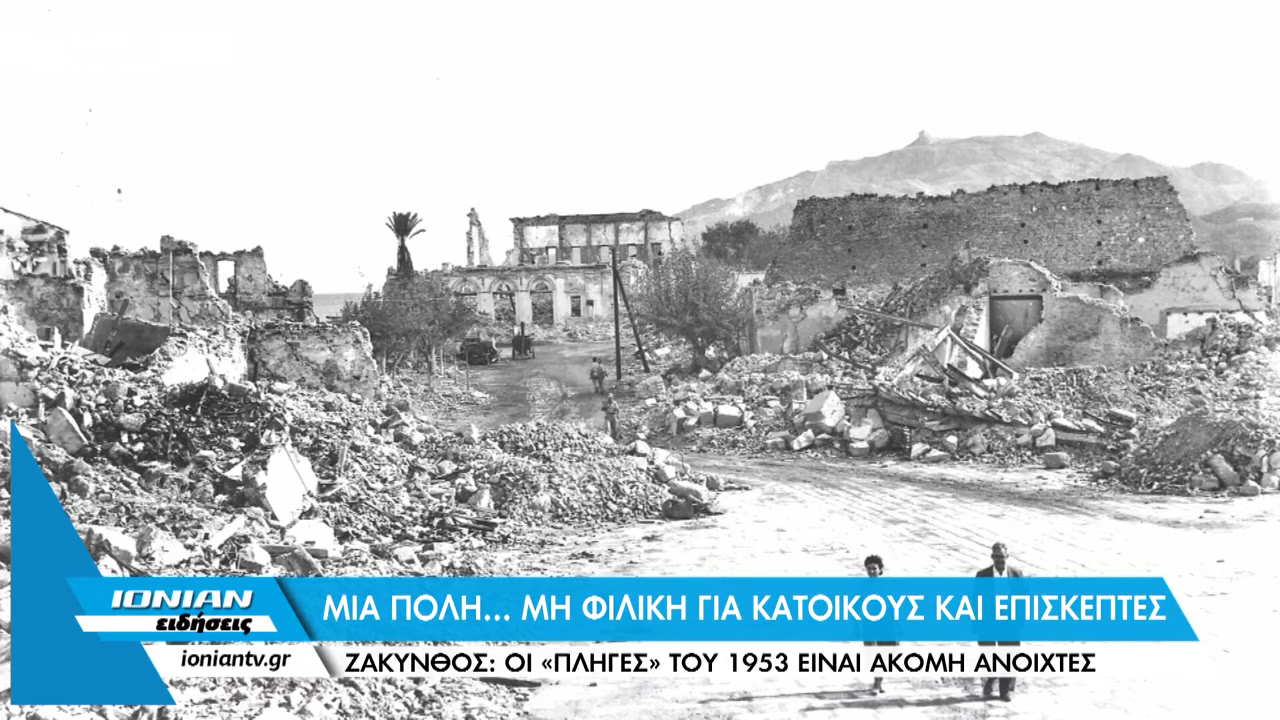 ΜΙΑ ΠΟΛΗ... ΜΗ ΦΙΛΙΚΗ ΓΙΑ ΚΑΤΟΙΚΟΥΣ ΚΑΙ ΕΠΙΣΚΕΠΤΕΣ
IONIAN
ειδήσεις
ioniantv.gr
ΖΑΚΥΝΘΟΣ: ΟΙ «ΠΛΗΓΕΣ» ΤΟΥ 1953 ΕΙΝΑΙ ΑΚΟΜΗ ΑΝΟΙΧΤΕΣ